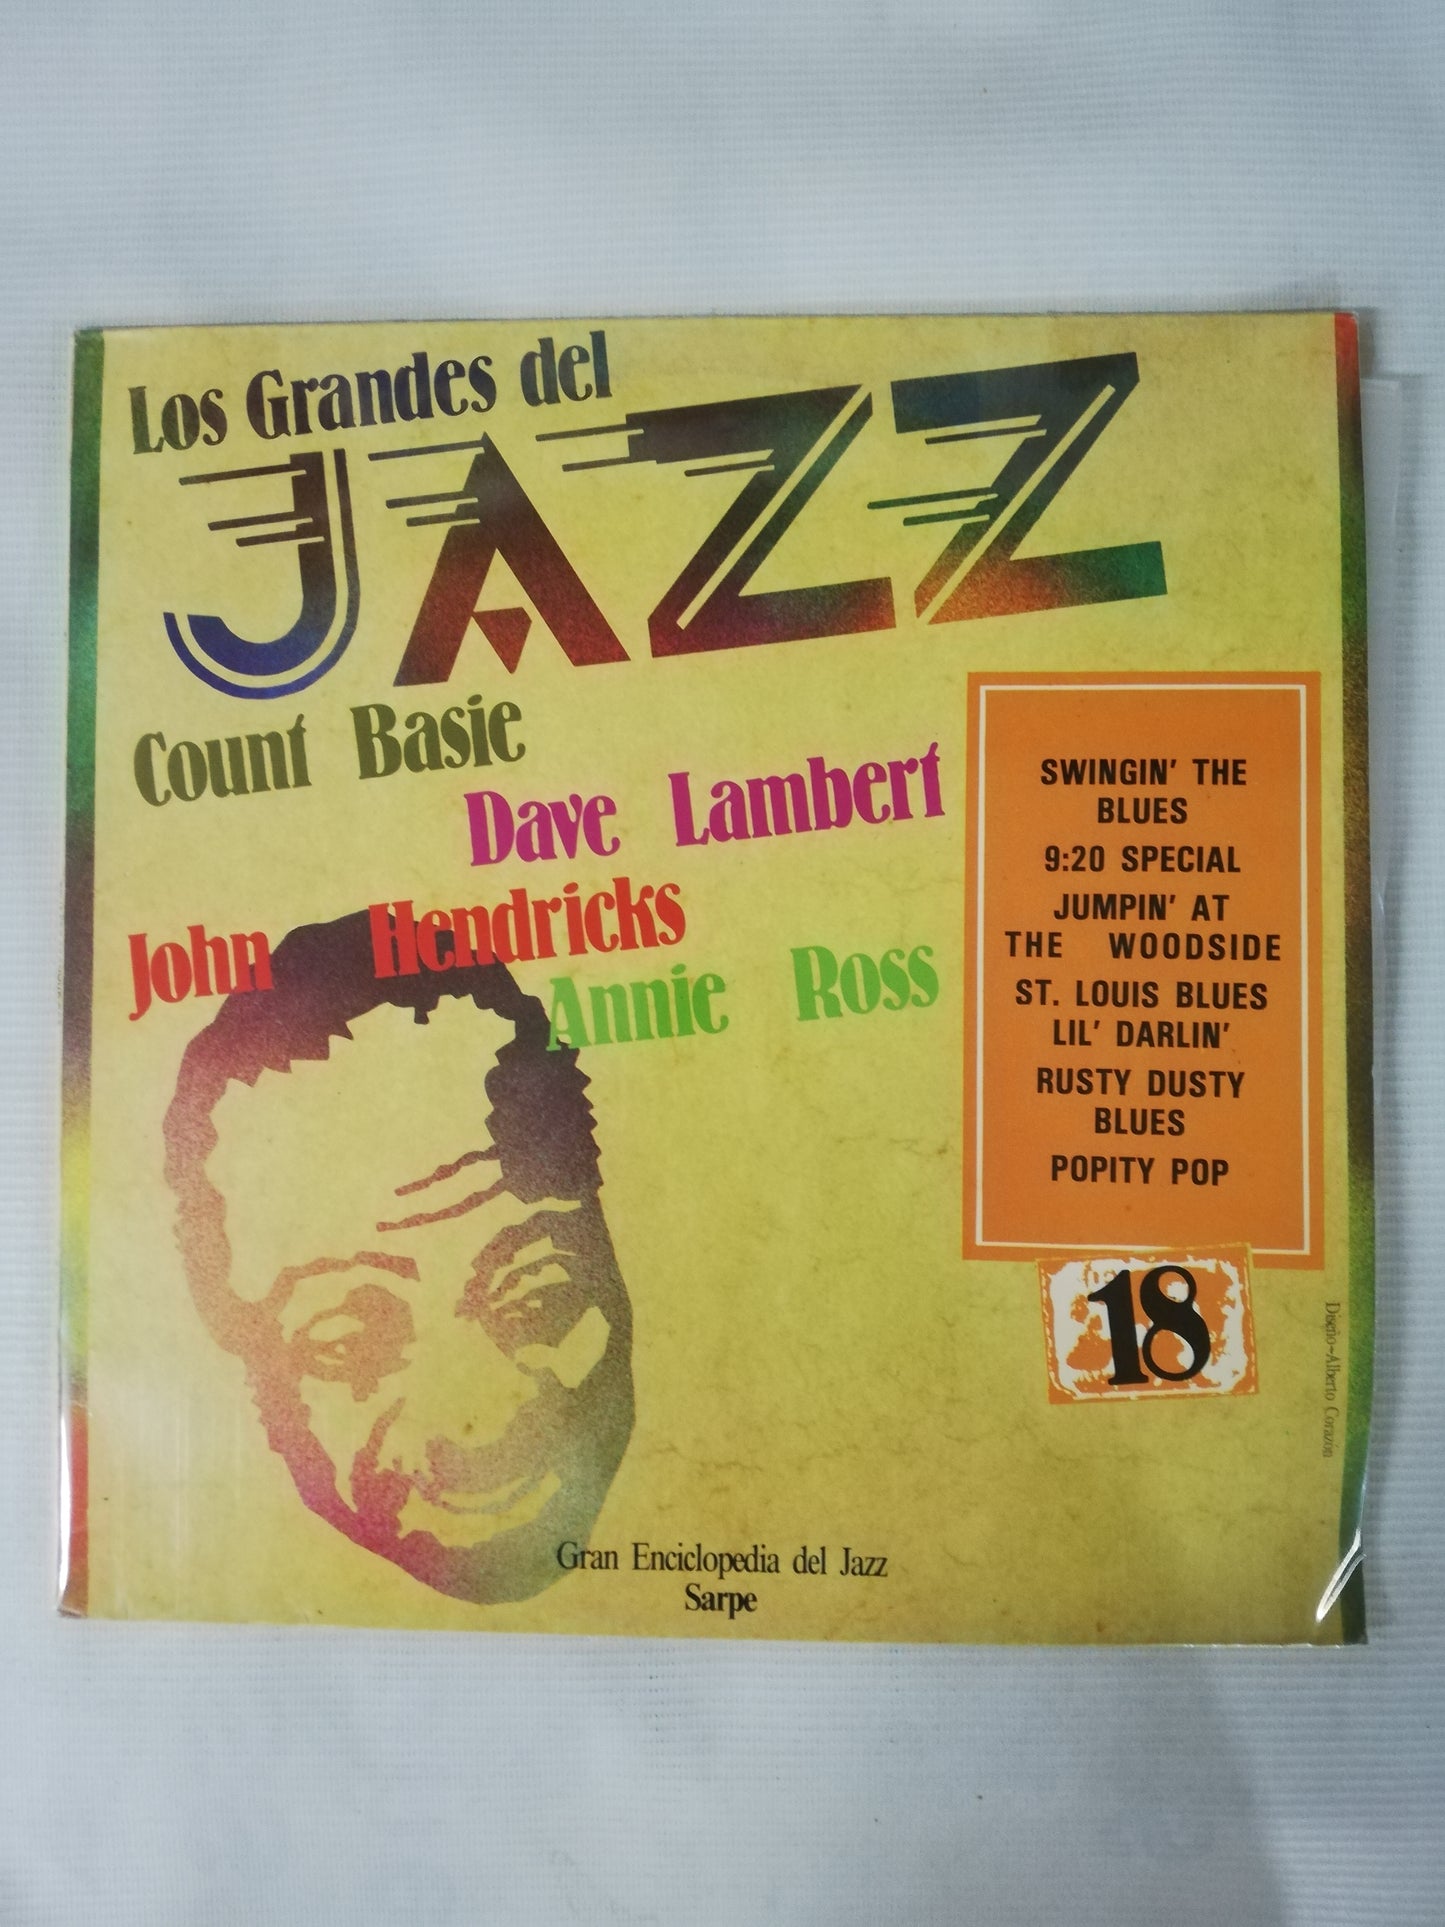 Los Grandes del
JAZZ
Count Basie
Dave Lambert
John Hendricks
Annie Ross
SWINGIN' THE
BLUES
9:20 SPECIAL
JUMPIN' AT
THE WOODSIDE
ST. LOUIS BLUES
LIL' DARLIN'
RUSTY DUSTY
BLUES
POPITY POP
18
Diseño~Alberto Corazón
Gran Enciclopedia del Jazz
Sarpe